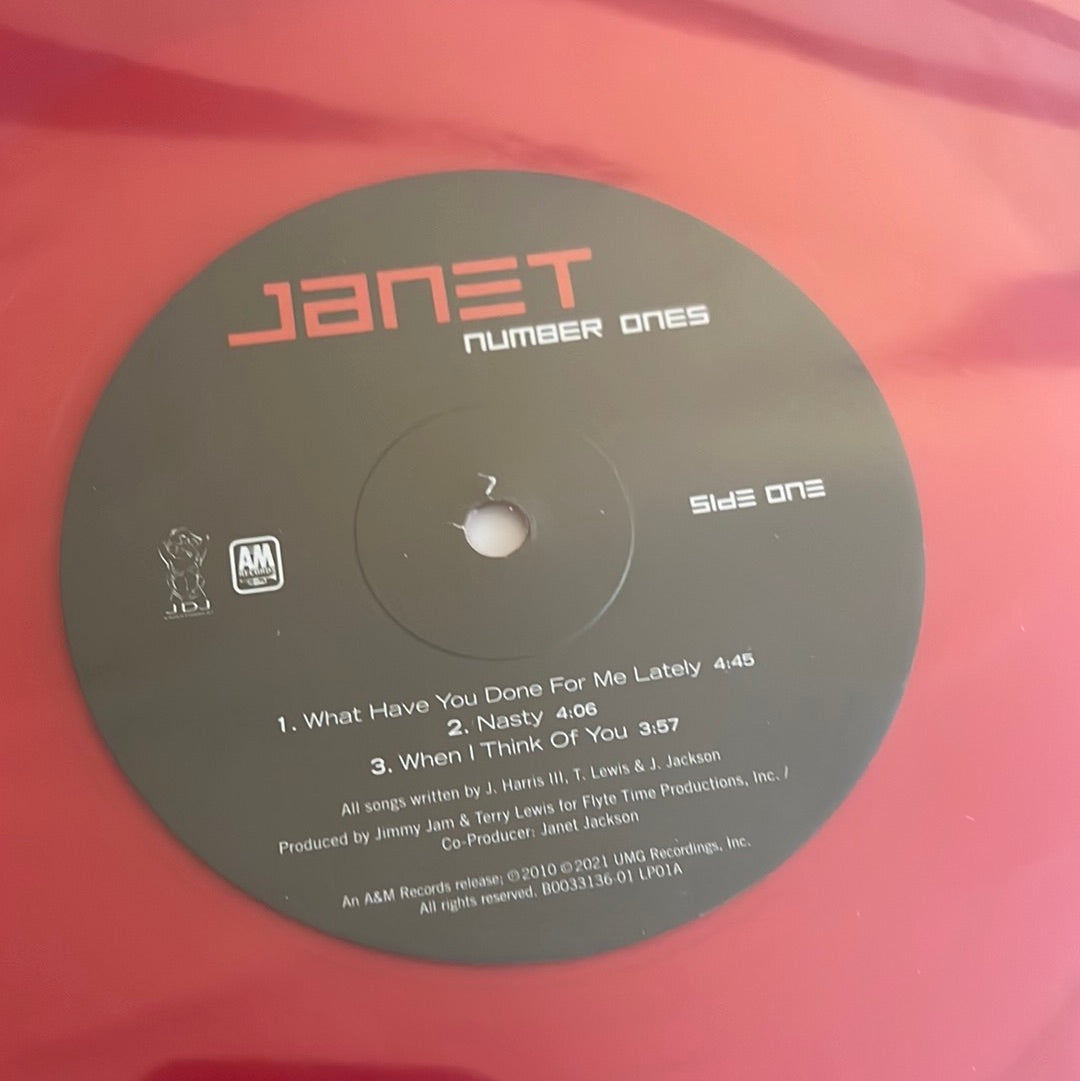 Janet
number ones
Side one
JDJ
AM
RECORDS
1. What Have You Done For Me Lately 4:45
2. Nasty 4:06
3. When I Think Of You 3:57
All songs written by J. Harris III, T. Lewis & J. Jackson
Produced by Jimmy Jam & Terry Lewis for Flyte Time Productions, Inc. /
Co-Producer: Janet Jackson
An A&M Records release; ℗2010 ©2021 UMG Recordings, Inc.
All rights reserved. B0033136-01 LP01A